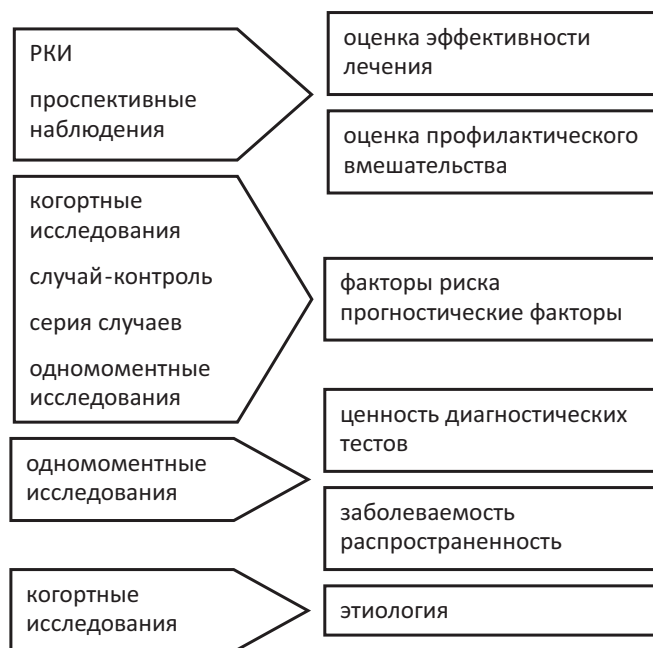 РКИ
проспективные
наблюдения
оценка эффективности
лечения
оценка профилактического
вмешательства
когортные
исследования
случай-контроль
серия случаев
одномоментные
исследования
факторы риска
прогностические факторы
одномоментные
исследования
ценность диагностических
тестов
заболеваемость
распространенность
когортные
исследования
этиология